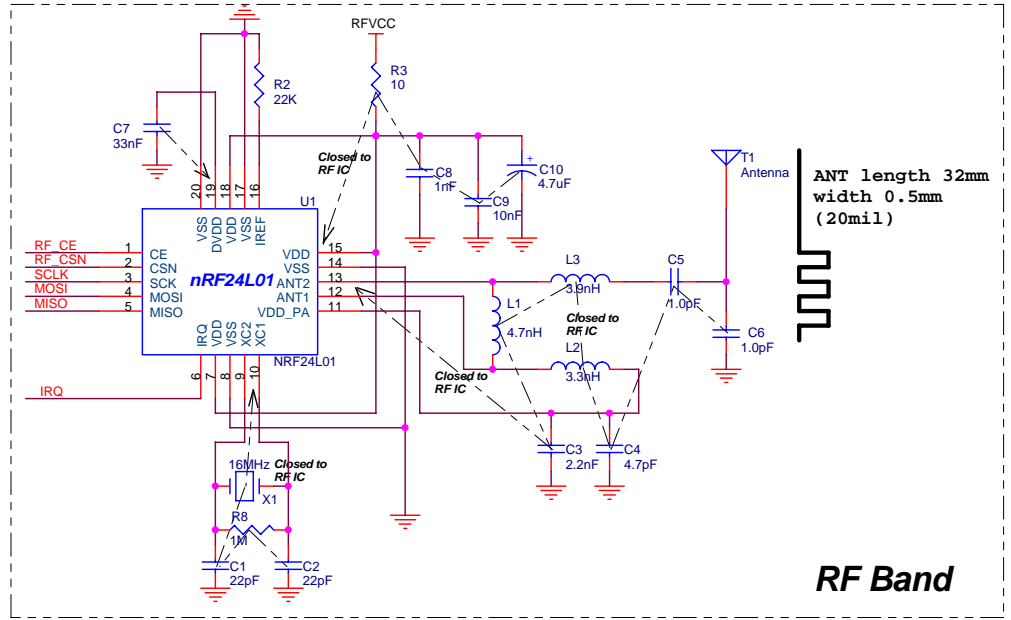 RFVCC
R2
22K
R3
10
C7
33nF
Closed to
RF IC
C8
1nF
C9
10nF
C10
+
4.7uF
T1
Antenna
ANT length 32mm
width 0.5mm
(20mil)
20
19
18
17
16
U1
VSS
DVDD
VDD
VSS
IREF
RF_CE
RF_CSN
SCLK
MOSI
MISO
1
2
3
4
5
CE
CSN
SCK
MOSI
MISO
nRF24L01
VDD
VSS
ANT2
ANT1
VDD_PA
15
14
13
12
11
IRQ
VDD
VSS
XC2
XC1
NRF24L01
6
7
8
9
10
IRQ
L3
3.9nH
C5
1.0pF
L1
4.7nH
Closed to
RF IC
C6
1.0pF
L2
3.3nH
Closed to
RF IC
C3
2.2nF
C4
4.7pF
16MHz
Closed to
RF IC
X1
R8
1M
C1
22pF
C2
22pF
RF Band